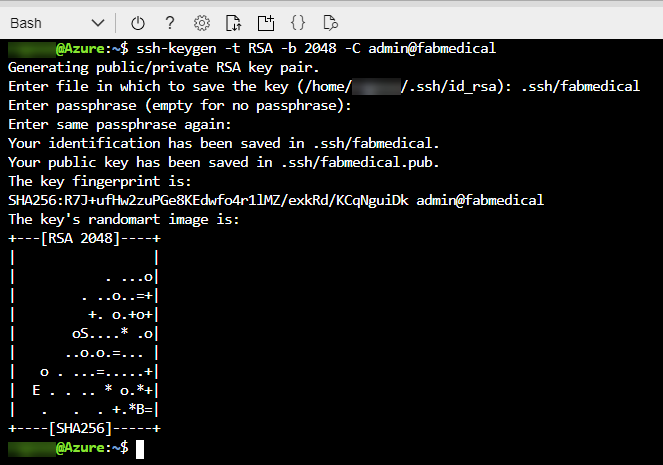 Bash
@Azure:~$ ssh-keygen -t RSA -b 2048 -C admin@fabmedical
Generating public/private RSA key pair.
Enter file in which to save the key (/home/ /.ssh/id_rsa): .ssh/fabmedical
Enter passphrase (empty for no passphrase):
Enter same passphrase again:
Your identification has been saved in .ssh/fabmedical.
Your public key has been saved in .ssh/fabmedical.pub.
The key fingerprint is:
SHA256:R7J+ufHw2zuPGe8KEdwfo4r1lMZ/exkRd/KCqNguiDk admin@fabmedical
The key's randomart image is:
+---[RSA 2048]----+
|                 |
|           . ...o|
|        . ..o..=+|
|         +. o.+o+|
|       oS....* .o|
|      ..o.o.=... |
|   o . ...=.....+|
|  E . . .. * o.*+|
|   .   .  . +.*B=|
+----[SHA256]-----+
@Azure:~$